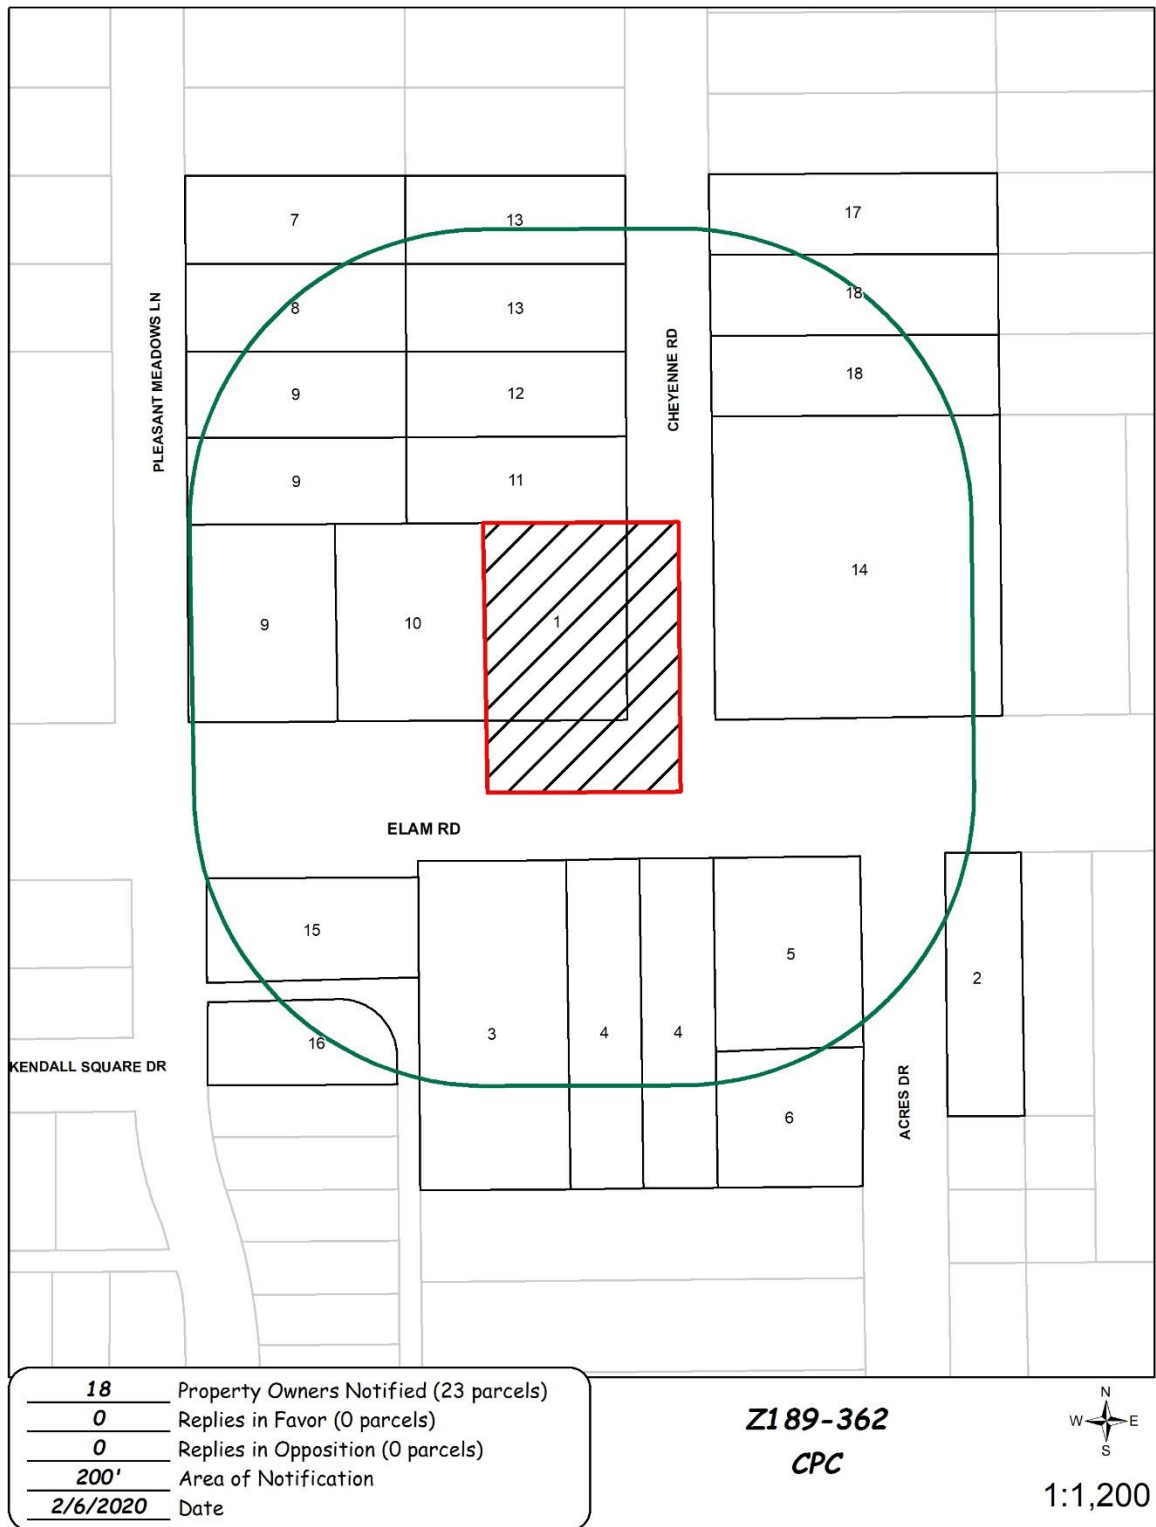 7
13
17
8
13
18
PLEASANT MEADOWS LN
CHEYENNE RD
9
12
18
9
11
14
9
10
1
ELAM RD
15
5
2
3
4
4
16
KENDALL SQUARE DR
ACRES DR
6
18 Property Owners Notified (23 parcels)
0 Replies in Favor (0 parcels)
0 Replies in Opposition (0 parcels)
200' Area of Notification
2/6/2020 Date
Z189-362
CPC
N
W E
S
1:1,200